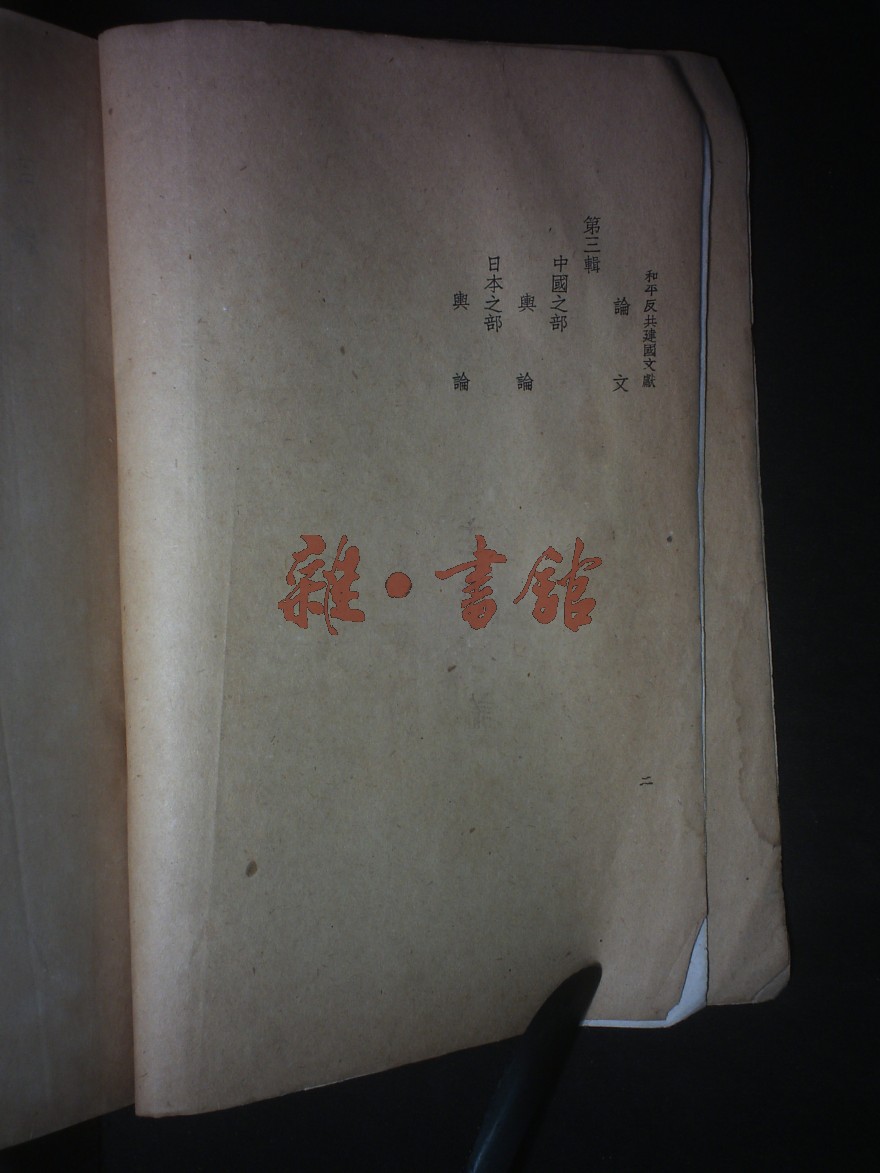 和平反共建國文獻
二
論文
第三輯
中國之部
輿論
日本之部
輿論
雜·書館